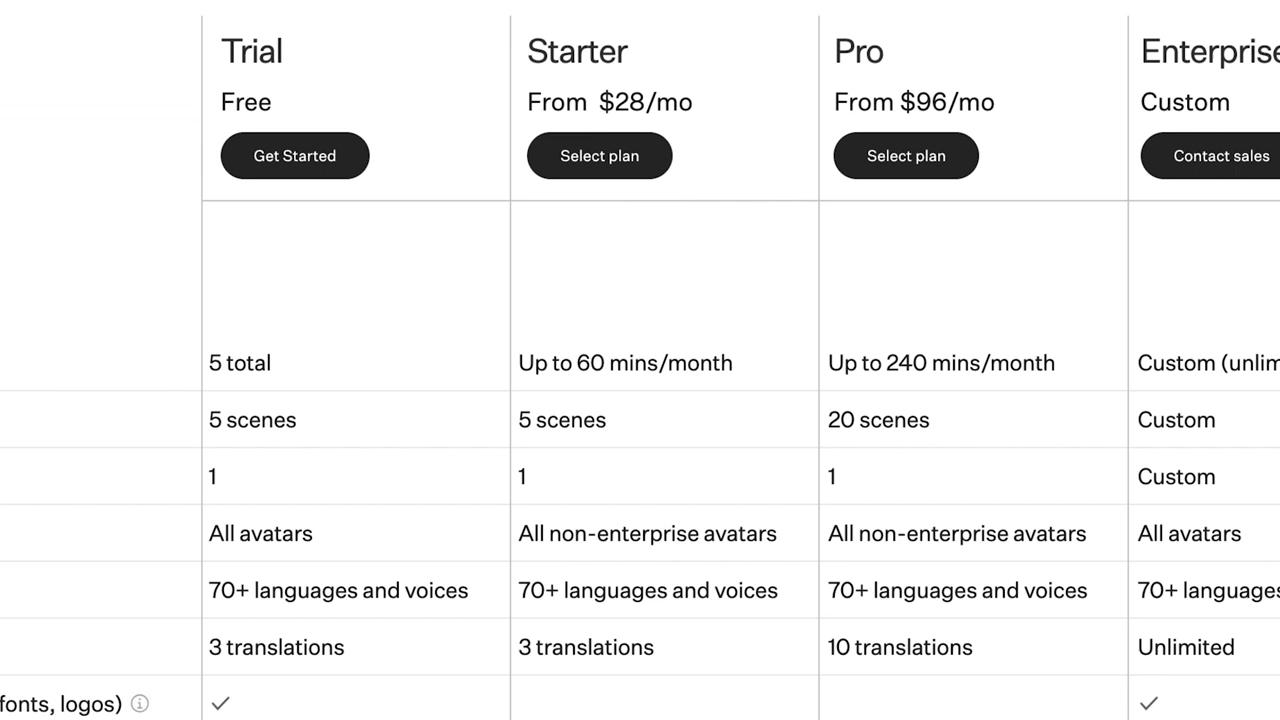 Trial Starter Pro Enterprise
Free From $28/mo From $96/mo Custom
Get Started Select plan Select plan Contact sales
5 total Up to 60 mins/month Up to 240 mins/month Custom (unlim
5 scenes 5 scenes 20 scenes Custom
1 1 1 Custom
All avatars All non-enterprise avatars All non-enterprise avatars All avatars
70+ languages and voices 70+ languages and voices 70+ languages and voices 70+ languages
3 translations 3 translations 10 translations Unlimited
fonts, logos)